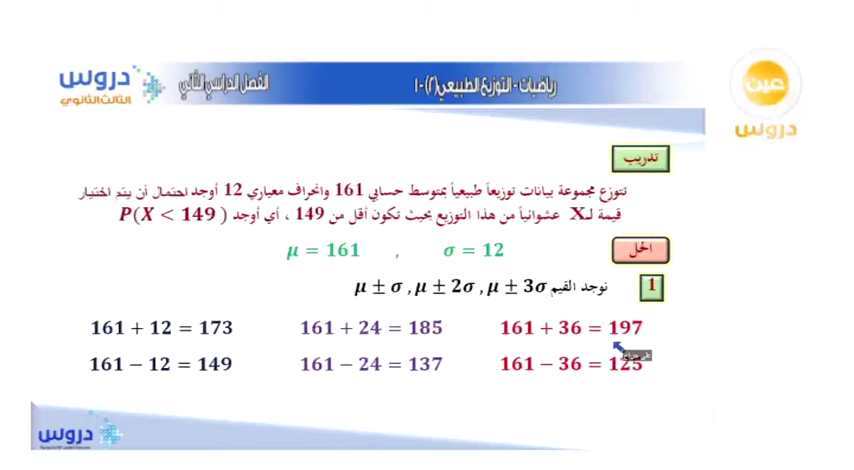 دروس
الثالث الثانوي
الفصل الدراسي الثاني
رياضيات - التوزيع الطبيعي(٢)-١
عين
دروس
تدريب
تتوزع مجموعة بيانات توزيعاً طبيعياً بمتوسط حسابي 161 وانحراف معياري 12 أوجد احتمال أن يتم اختيار
قيمة لـX عشوائياً من هذا التوزيع بحيث تكون أقل من 149 ، أي أوجد P(X < 149)
الحل
μ = 161 , σ = 12
1 نوجد القيم μ ± σ , μ ± 2σ , μ ± 3σ
161 + 12 = 173 161 + 24 = 185 161 + 36 = 197
161 − 12 = 149 161 − 24 = 137 161 − 36 = 125
دروس